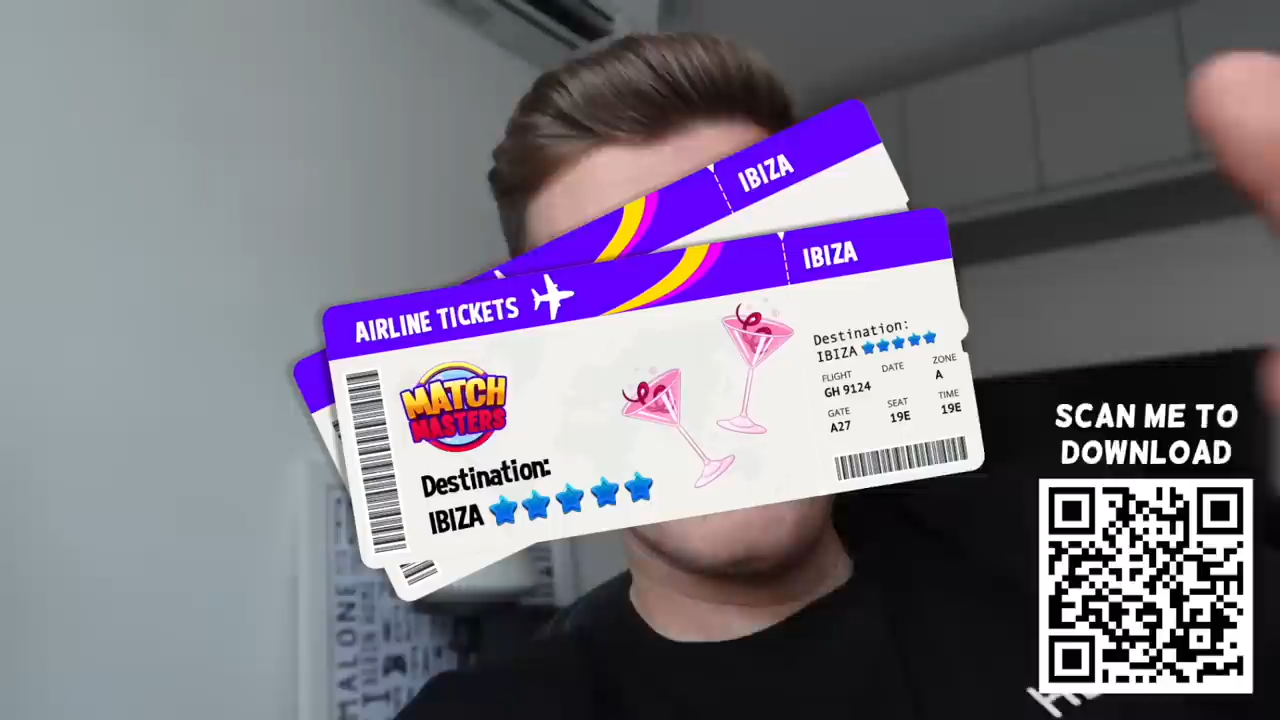 IBIZA
AIRLINE TICKETS
IBIZA
MATCH
MASTERS
Destination:
IBIZA
Destination:
IBIZA
FLIGHT DATE ZONE
GH 9124 A
GATE SEAT TIME
A27 19E 19E
SCAN ME TO
DOWNLOAD
MALONE